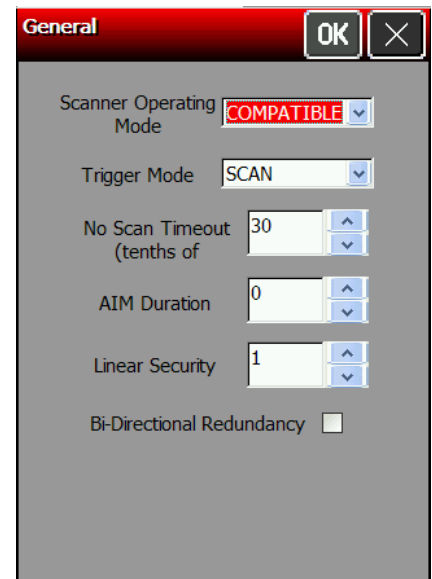 General OK
Scanner Operating
Mode COMPATIBLE
Trigger Mode SCAN
No Scan Timeout
(tenths of 30
AIM Duration 0
Linear Security 1
Bi-Directional Redundancy